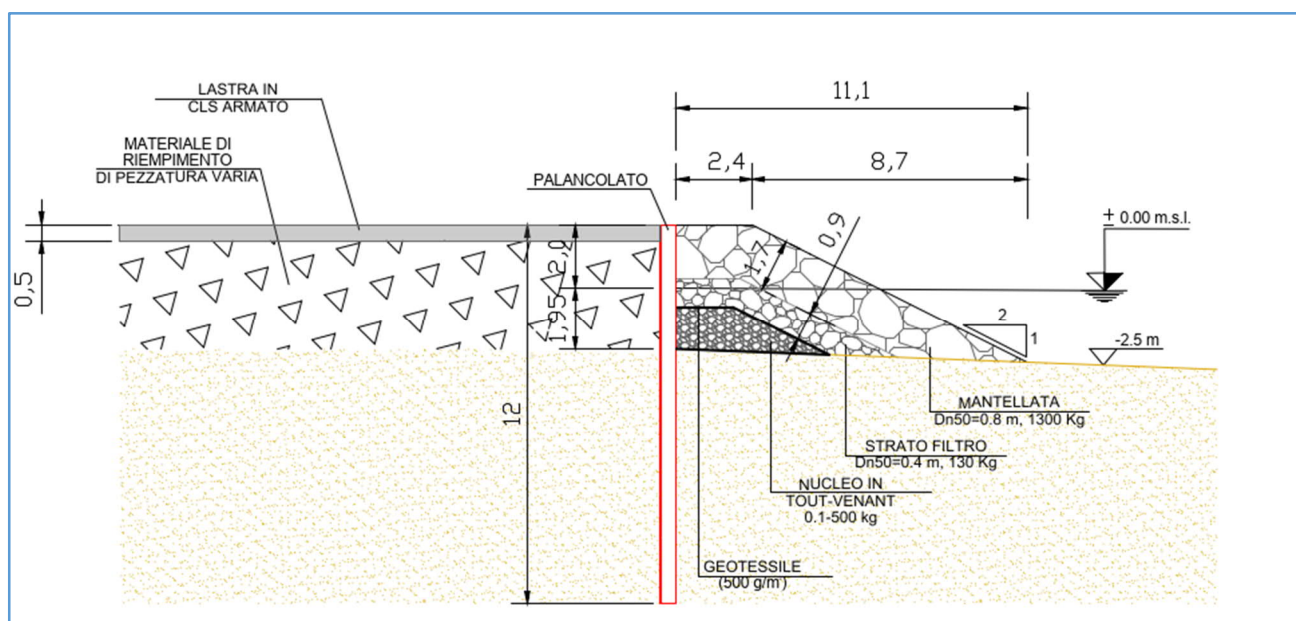 LASTRA IN
CLS ARMATO
MATERIALE DI
RIEMPIMENTO
DI PEZZATURA VARIA
PALANCOLATO
11,1
2,4
8,7
0,9
1,7
± 0.00 m.s.l.
0,5
2,0
1,95
12
2
1
-2.5 m
MANTELLATA
Dn50=0.8 m, 1300 Kg
STRATO FILTRO
Dn50=0.4 m, 130 Kg
NUCLEO IN
TOUT-VENANT
0.1-500 kg
GEOTESSILE
(500 g/m²)